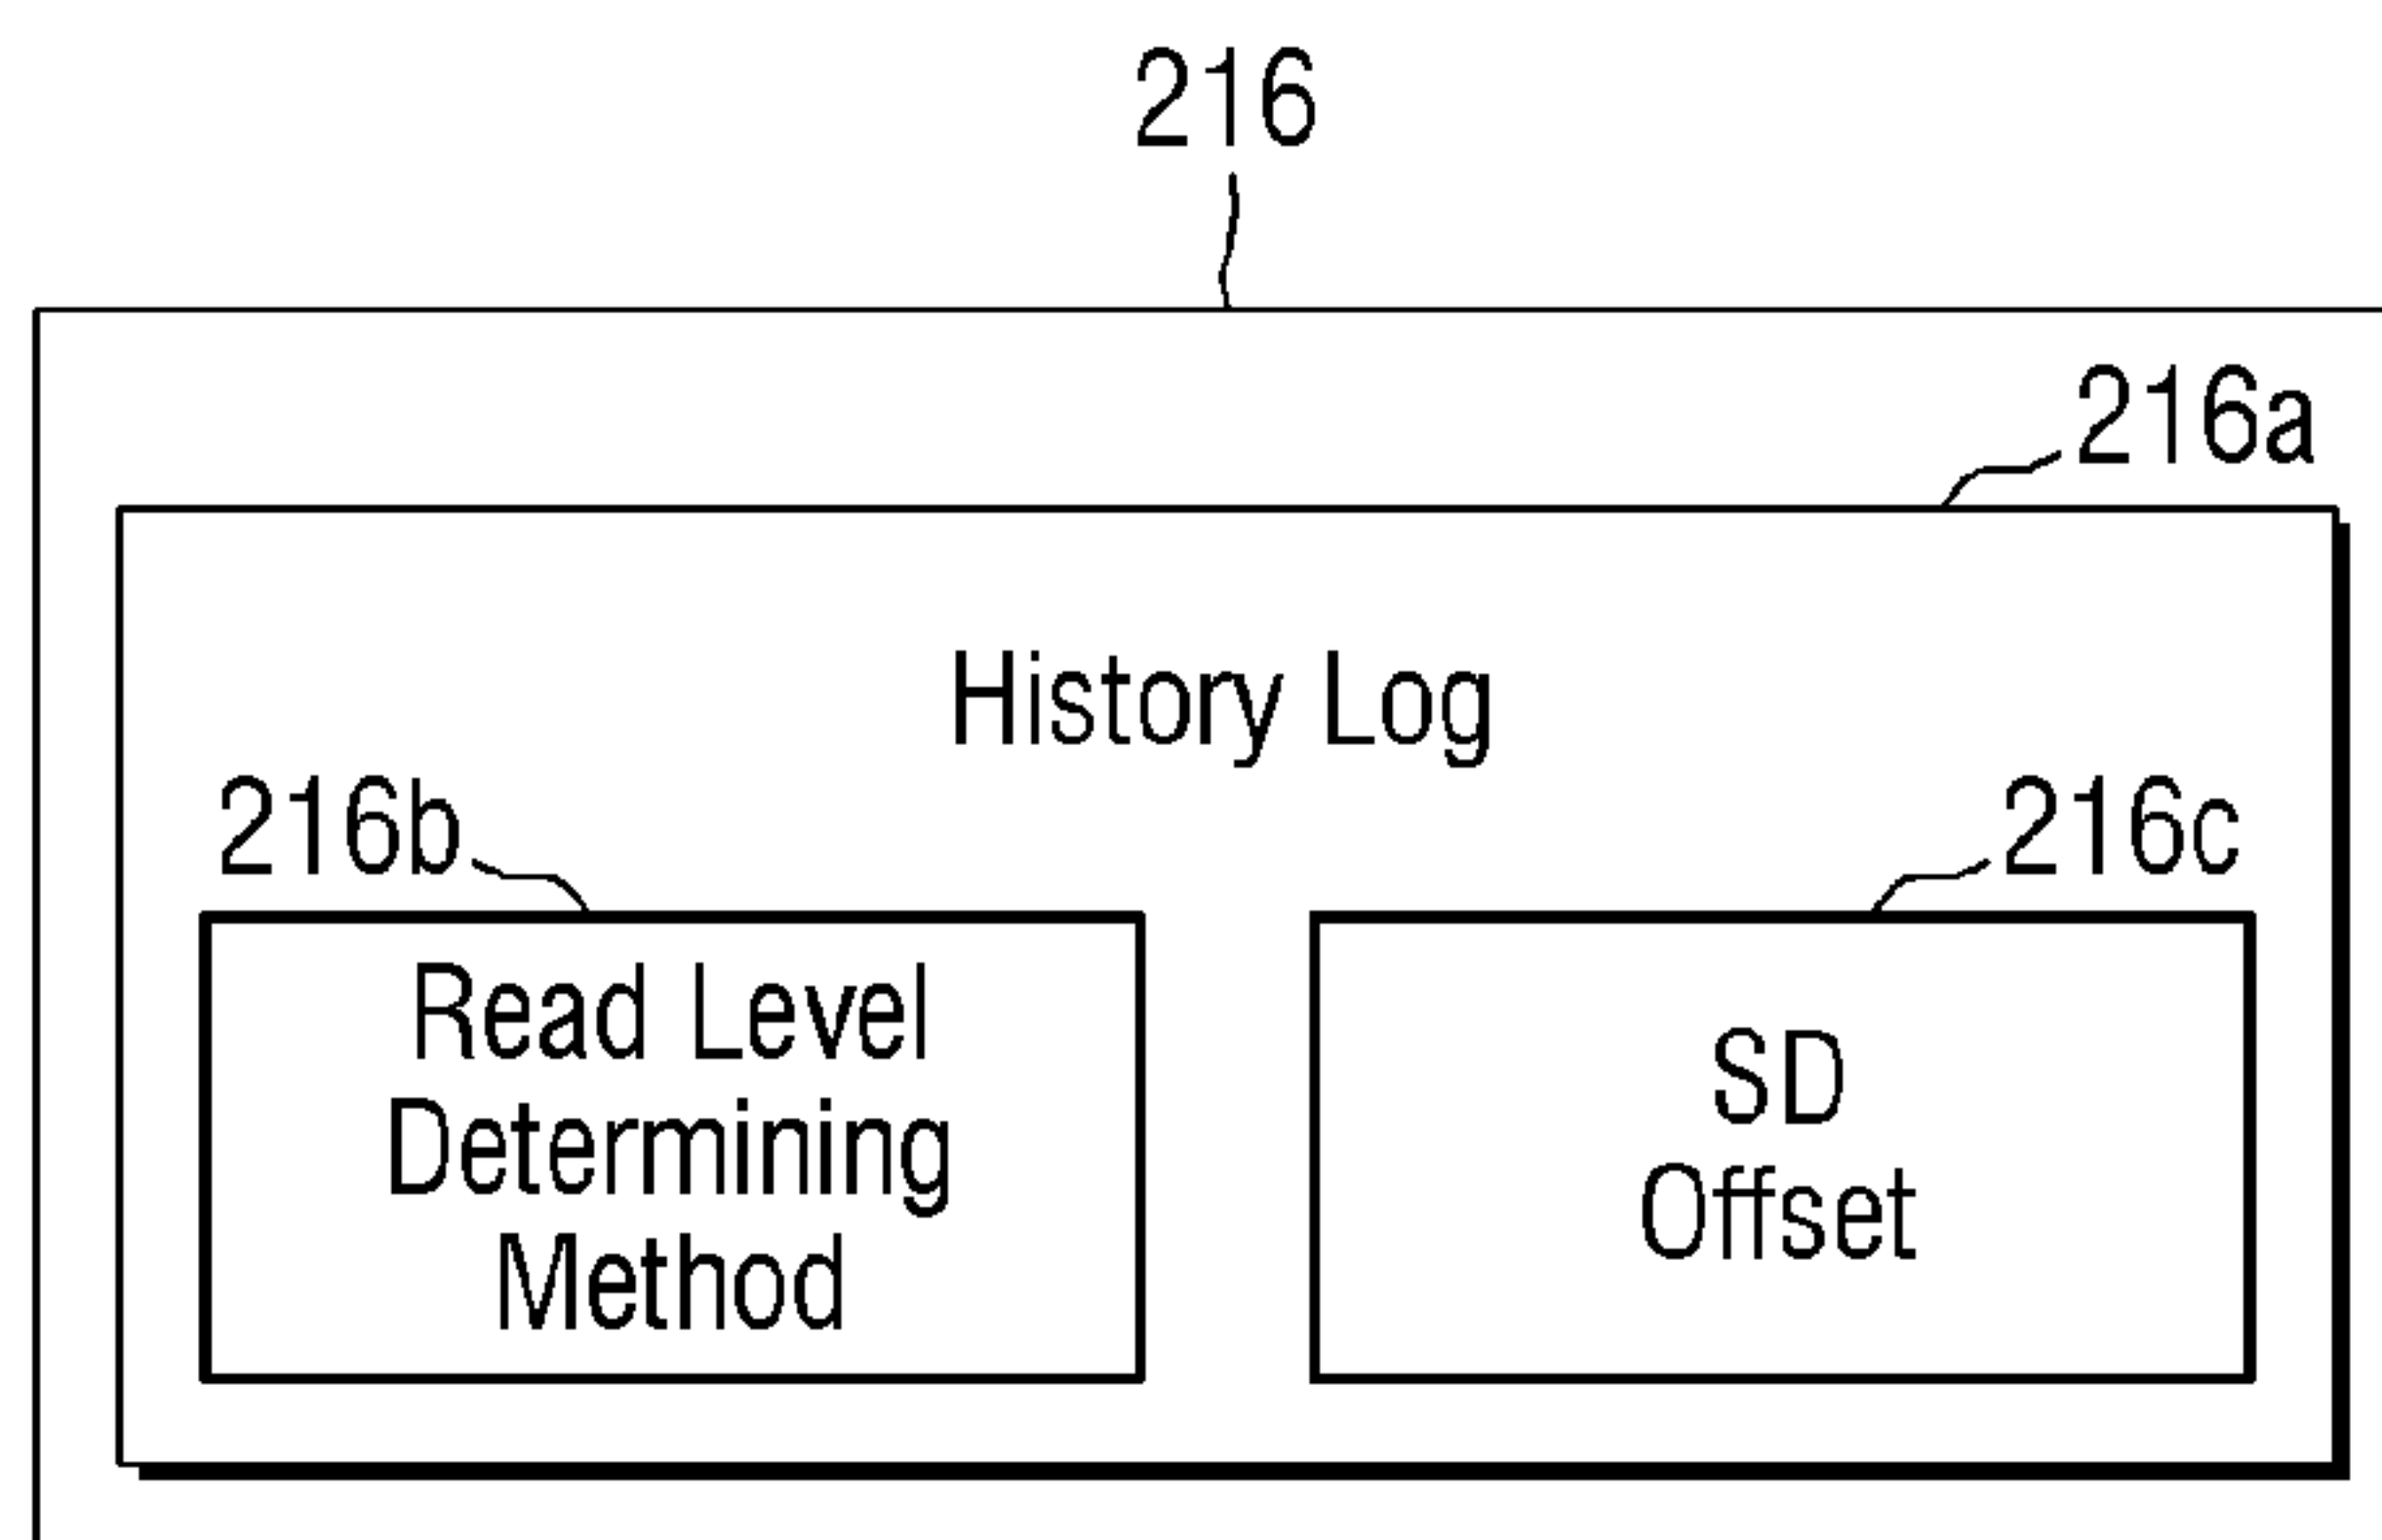 216
216a
History Log
216b
216c
Read Level
Determining
Method
SD
Offset